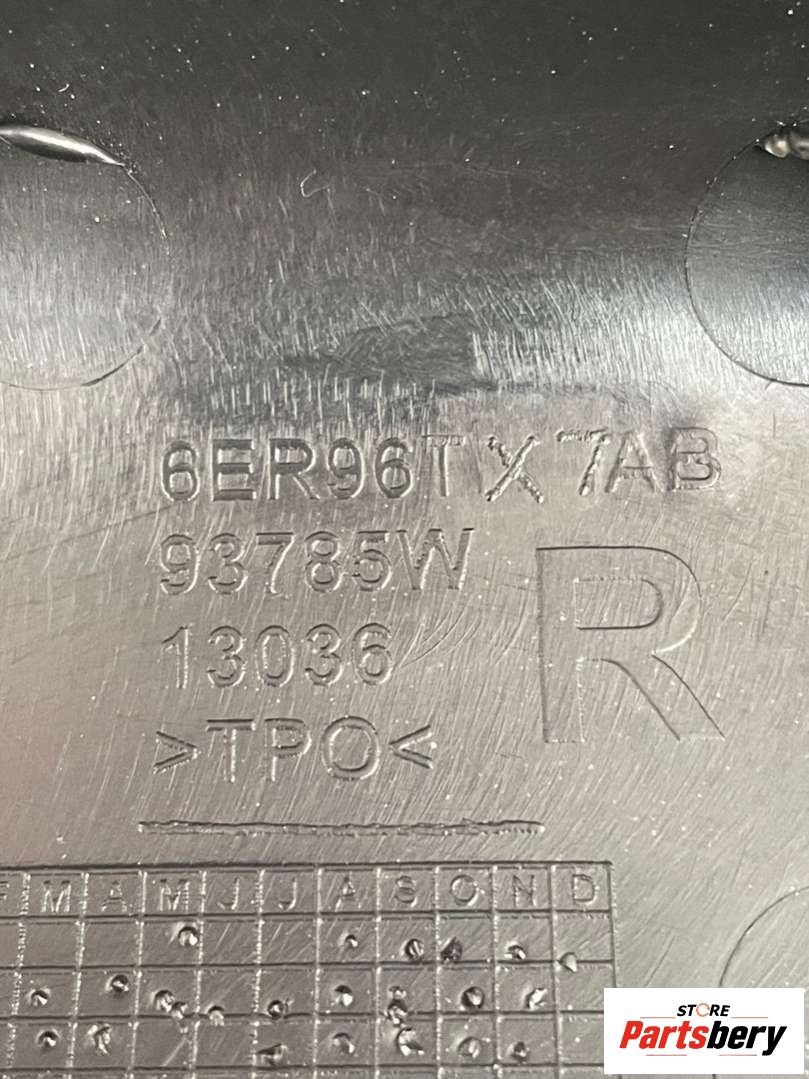 6ER96TX7AB
93785W
13036
>TPO<
R
F M A M J J A S O N D
STORE
Partsbery